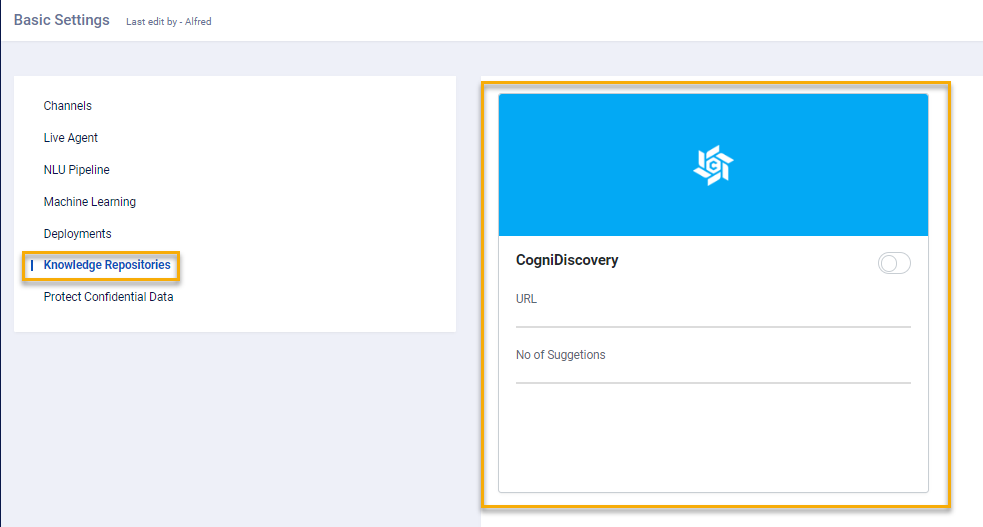 Basic Settings Last edit by - Alfred
Channels
Live Agent
NLU Pipeline
Machine Learning
Deployments
Knowledge Repositories
Protect Confidential Data
C
CogniDiscovery
URL
No of Suggetions